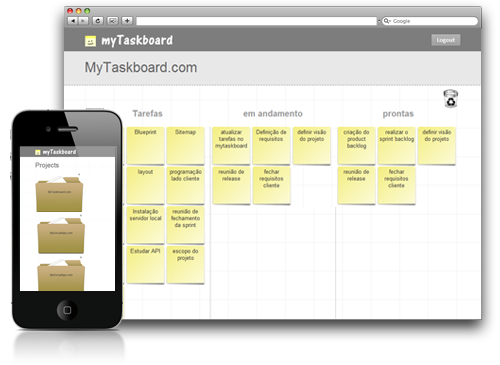 Google
myTaskboard
Logout
MyTaskboard.com
Tarefas
em andamento
prontas
Blueprint
Sitemap
atualizar
tarefas no
mytaskboard
Definição de
requisitos
definir visão
do projeto
criação do
product
backlog
realizar o
sprint backlog
definir visão
do projeto
layout
programação
lado cliente
reunião de
release
fechar
requisitos
cliente
reunião de
release
fechar
requisitos
cliente
Instalação
servidor local
reunião de
fechamento
da sprint
Estudar API
escopo do
projeto
myTaskboard
Projects